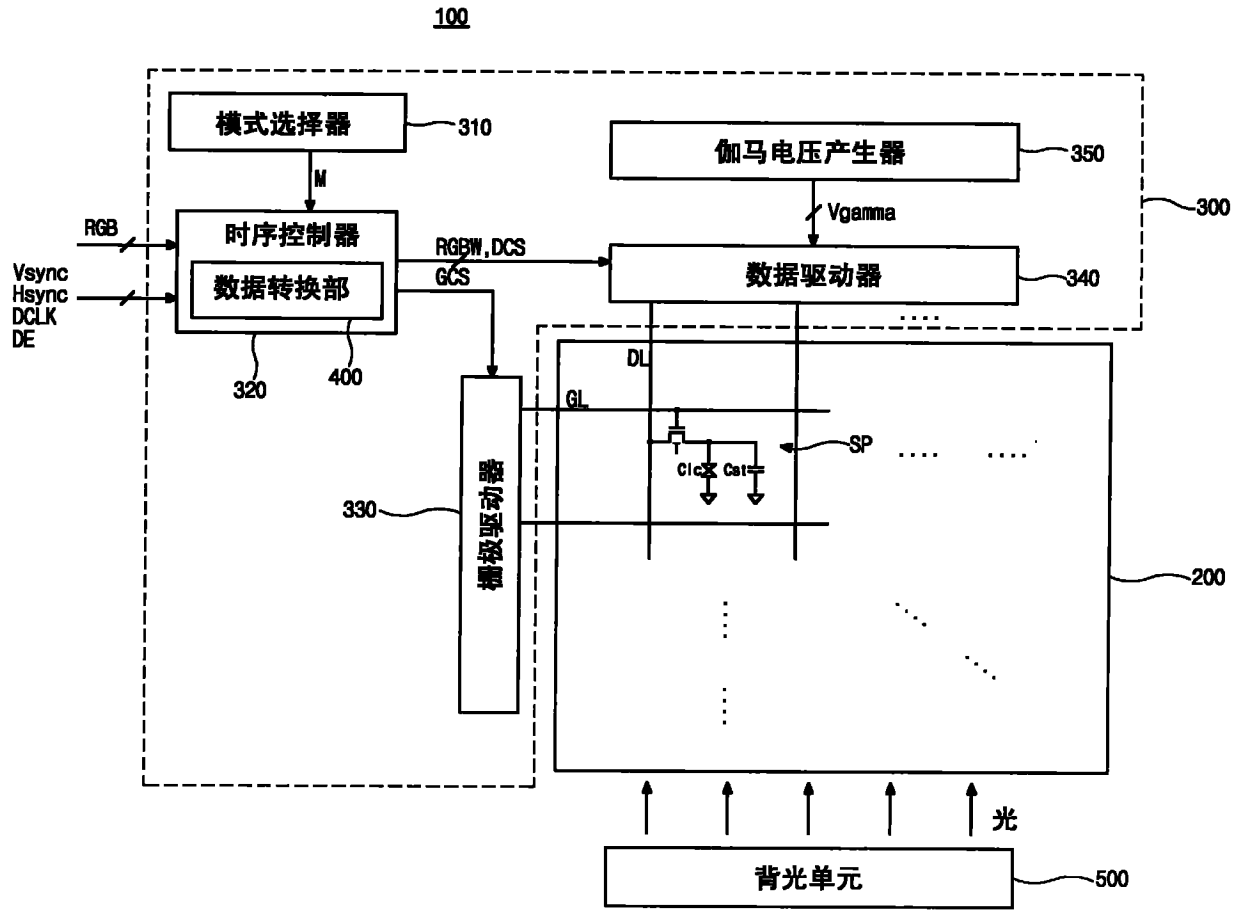 100
模式选择器
310
M
伽马电压产生器
350
Vgamma
300
RGB
时序控制器
数据转换部
Vsync
Hsync
DCLK
DE
RGBW,DCS
GCS
数据驱动器
340
320
400
DL
GL
SP
Clc
Cst
330
栅极驱动器
200
光
背光单元
500